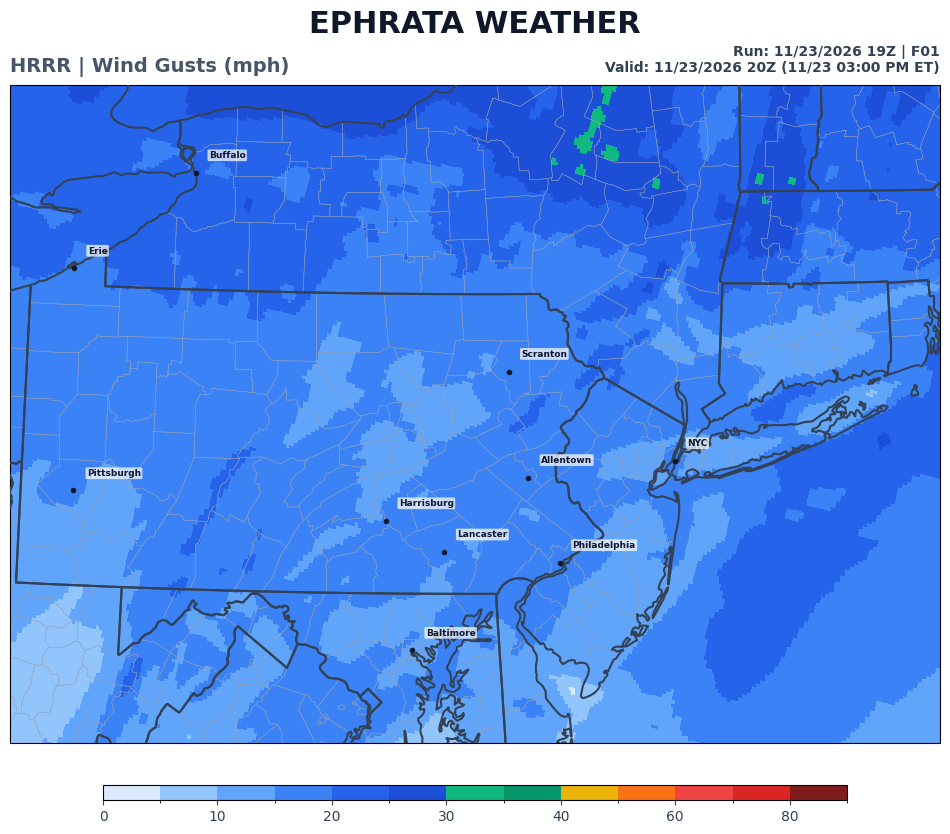 EPHRATA WEATHER
HRRR | Wind Gusts (mph)
Run: 11/23/2026 19Z | F01
Valid: 11/23/2026 20Z (11/23 03:00 PM ET)
Buffalo
Erie
Scranton
NYC
Allentown
Pittsburgh
Harrisburg
Lancaster
Philadelphia
Baltimore
0 10 20 30 40 50 60 70 80